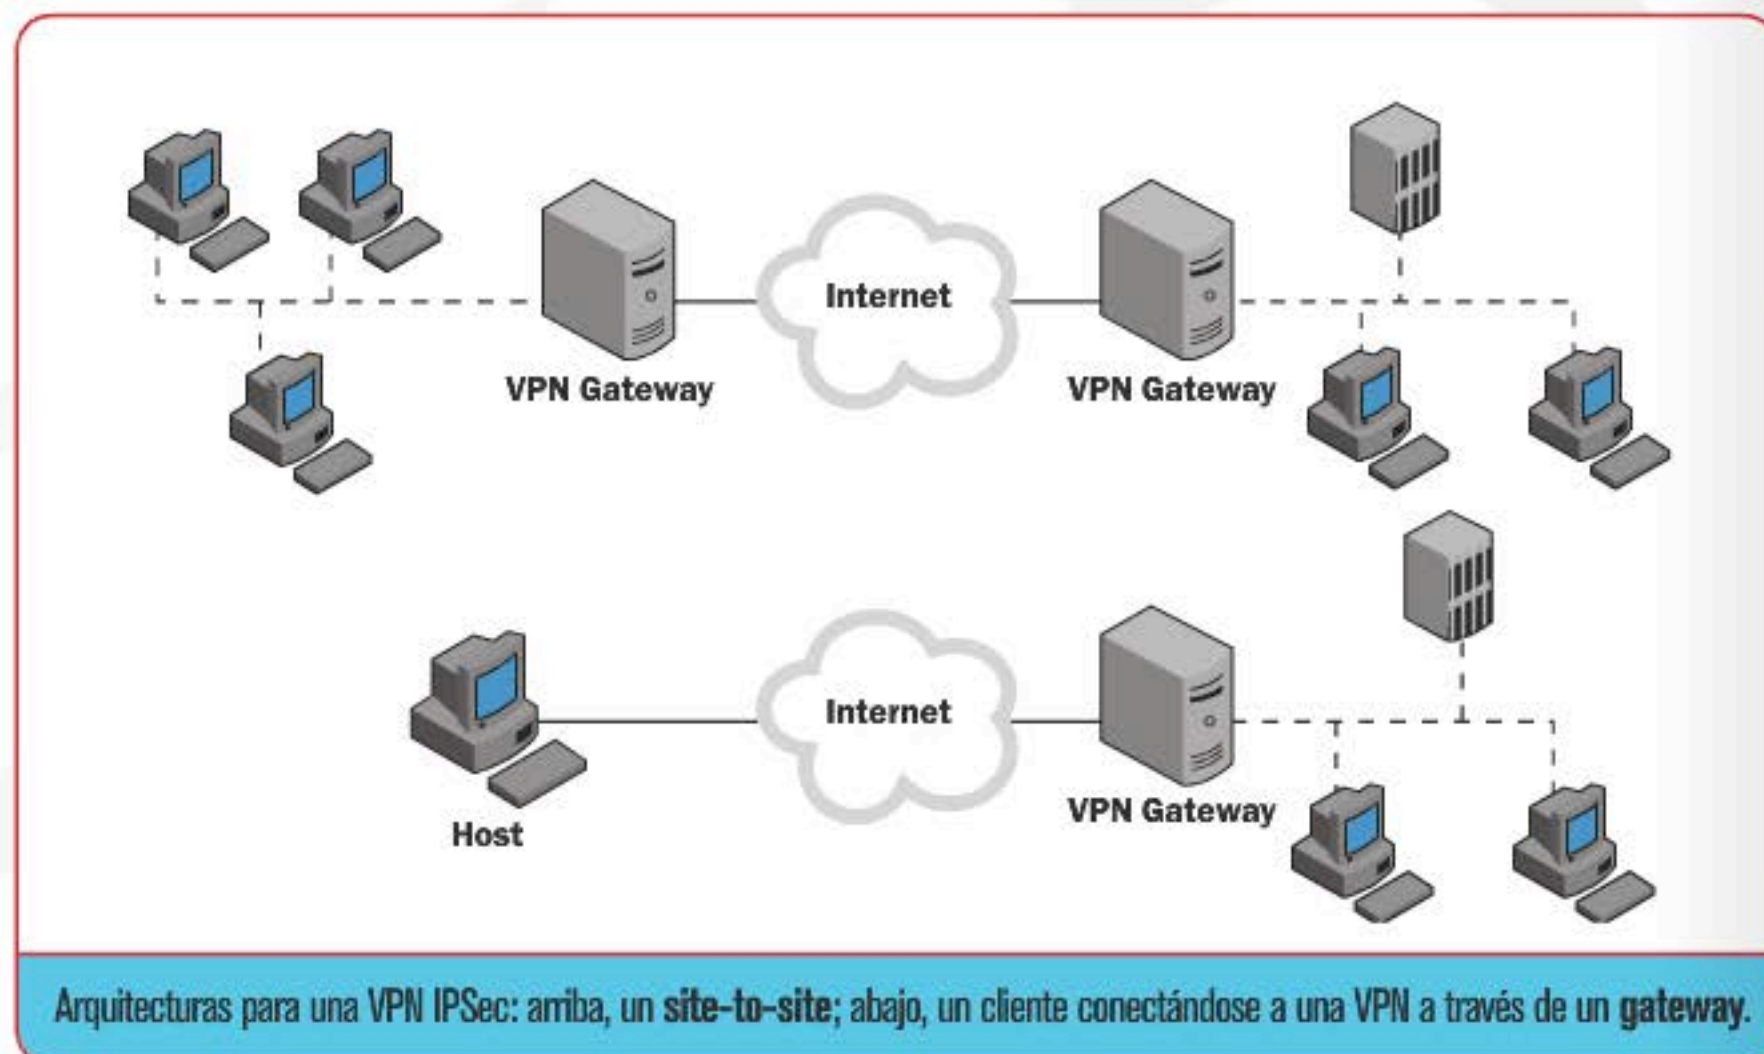 Internet
VPN Gateway
VPN Gateway
Internet
VPN Gateway
Host
Arquitecturas para una VPN IPSec: arriba, un site-to-site; abajo, un cliente conectándose a una VPN a través de un gateway.